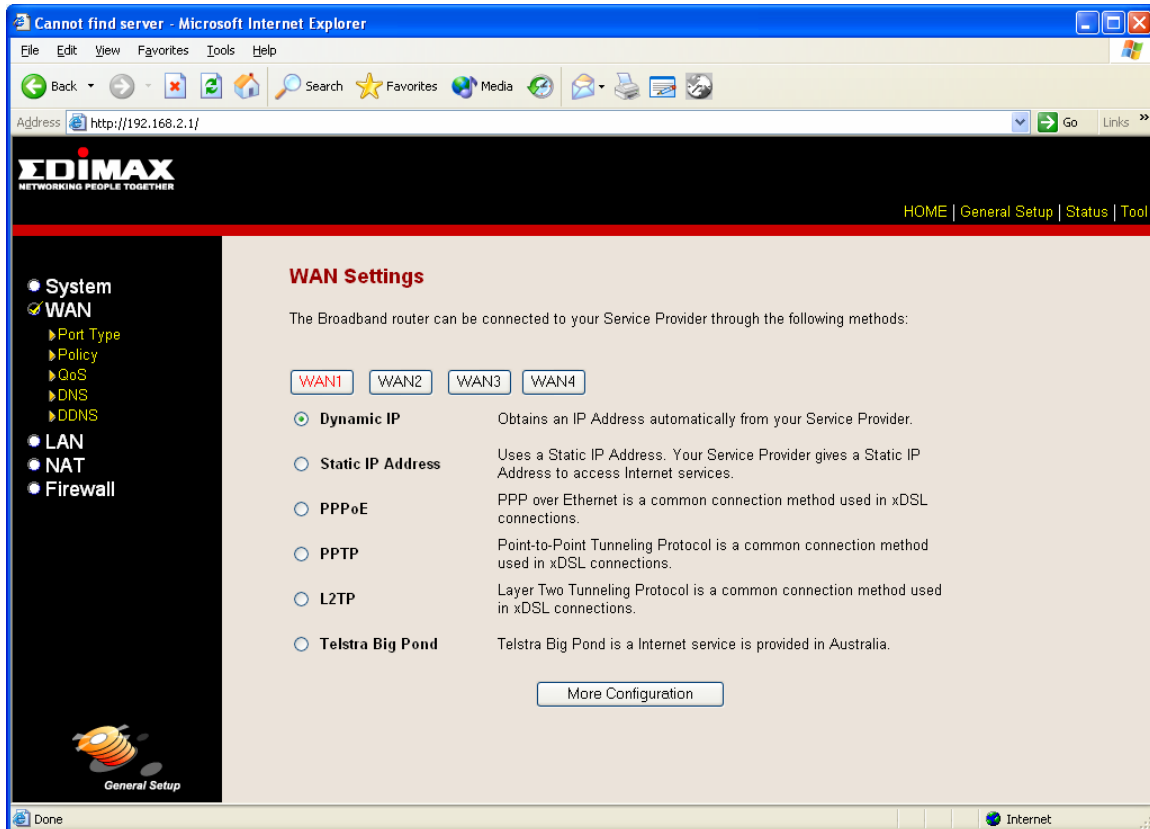 Cannot find server - Microsoft Internet Explorer
File Edit View Favorites Tools Help
Back Search Favorites Media
Address http://192.168.2.1/ Go Links »
EDIMAX
NETWORKING PEOPLE TOGETHER
HOME | General Setup | Status | Tool
System
WAN
Port Type
Policy
QoS
DNS
DDNS
LAN
NAT
Firewall
General Setup
WAN Settings
The Broadband router can be connected to your Service Provider through the following methods:
WAN1 WAN2 WAN3 WAN4
Dynamic IP Obtains an IP Address automatically from your Service Provider.
Static IP Address Uses a Static IP Address. Your Service Provider gives a Static IP
Address to access Internet services.
PPPoE PPP over Ethernet is a common connection method used in xDSL
connections.
PPTP Point-to-Point Tunneling Protocol is a common connection method
used in xDSL connections.
L2TP Layer Two Tunneling Protocol is a common connection method used
in xDSL connections.
Telstra Big Pond Telstra Big Pond is a Internet service is provided in Australia.
More Configuration
Done Internet